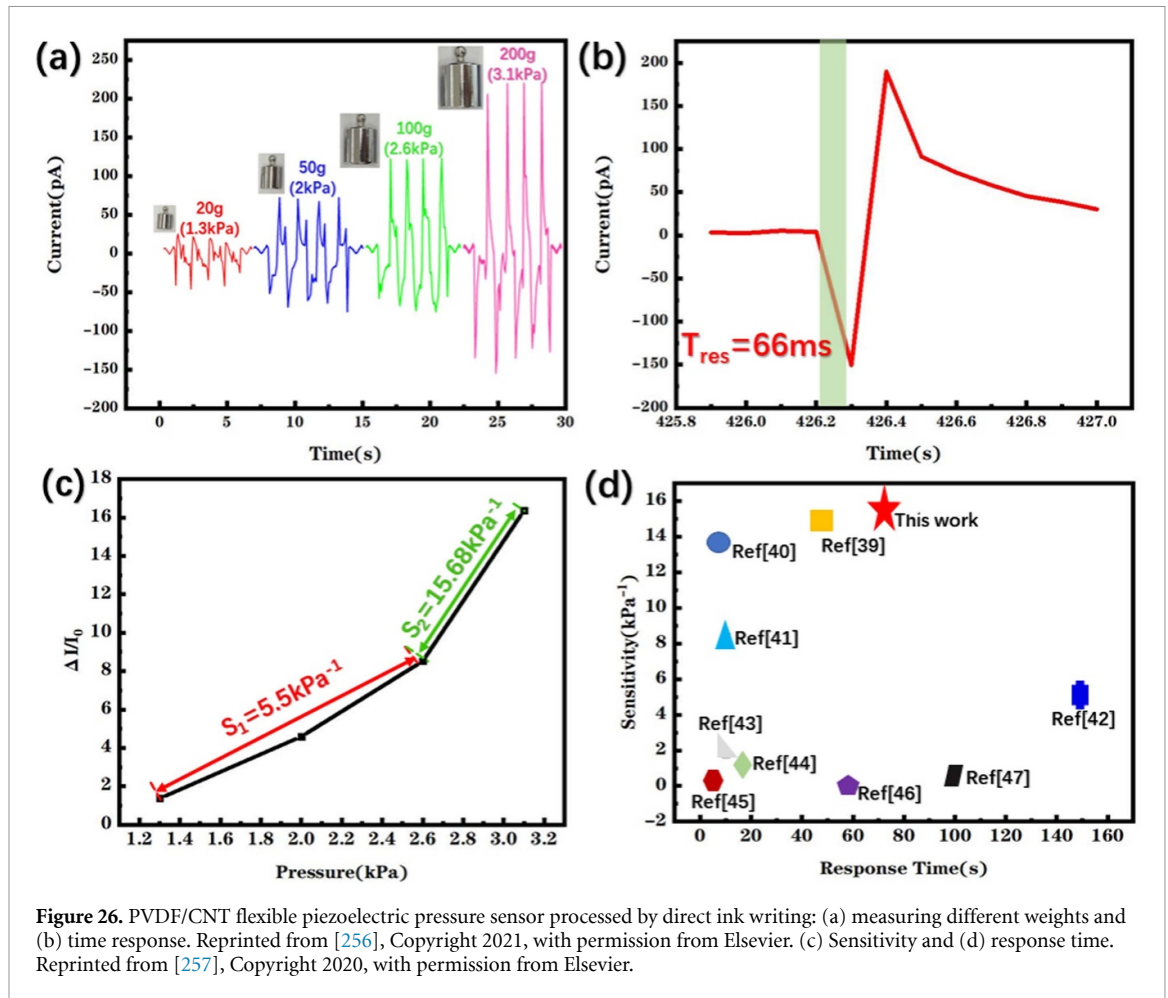 (a)
250
200
150
100
50
0
−50
−100
−150
−200
Current(pA)
20g
(1.3kPa)
50g
(2kPa)
100g
(2.6kPa)
200g
(3.1kPa)
0 5 10 15 20 25 30
Time(s)
(b)
200
150
100
50
0
−50
−100
−150
−200
Current(pA)
Tres=66ms
425.8 426.0 426.2 426.4 426.6 426.8 427.0
Time(s)
(c)
18
16
14
12
10
8
6
4
2
0
Δ I/I0
S1=5.5kPa-1
S2=15.68kPa-1
1.2 1.4 1.6 1.8 2.0 2.2 2.4 2.6 2.8 3.0 3.2
Pressure(kPa)
(d)
16
14
12
10
8
6
4
2
0
−2
Sensitivity(kPa-1)
This work
Ref[39]
Ref[40]
Ref[41]
Ref[42]
Ref[43]
Ref[44]
Ref[45]
Ref[46]
Ref[47]
0 20 40 60 80 100 120 140 160
Response Time(s)
Figure 26. PVDF/CNT flexible piezoelectric pressure sensor processed by direct ink writing: (a) measuring different weights and
(b) time response. Reprinted from [256], Copyright 2021, with permission from Elsevier. (c) Sensitivity and (d) response time.
Reprinted from [257], Copyright 2020, with permission from Elsevier.